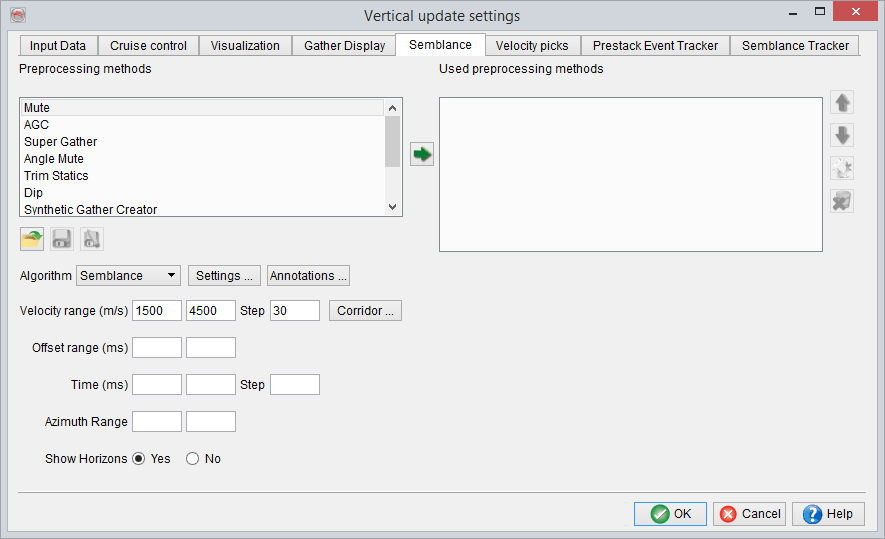 Vertical update settings
Input Data Cruise control Visualization Gather Display Semblance Velocity picks Prestack Event Tracker Semblance Tracker
Preprocessing methods Used preprocessing methods
Mute
AGC
Super Gather
Angle Mute
Trim Statics
Dip
Synthetic Gather Creator
Algorithm Semblance Settings ... Annotations ...
Velocity range (m/s) 1500 4500 Step 30 Corridor ...
Offset range (ms)
Time (ms) Step
Azimuth Range
Show Horizons Yes No
OK Cancel Help